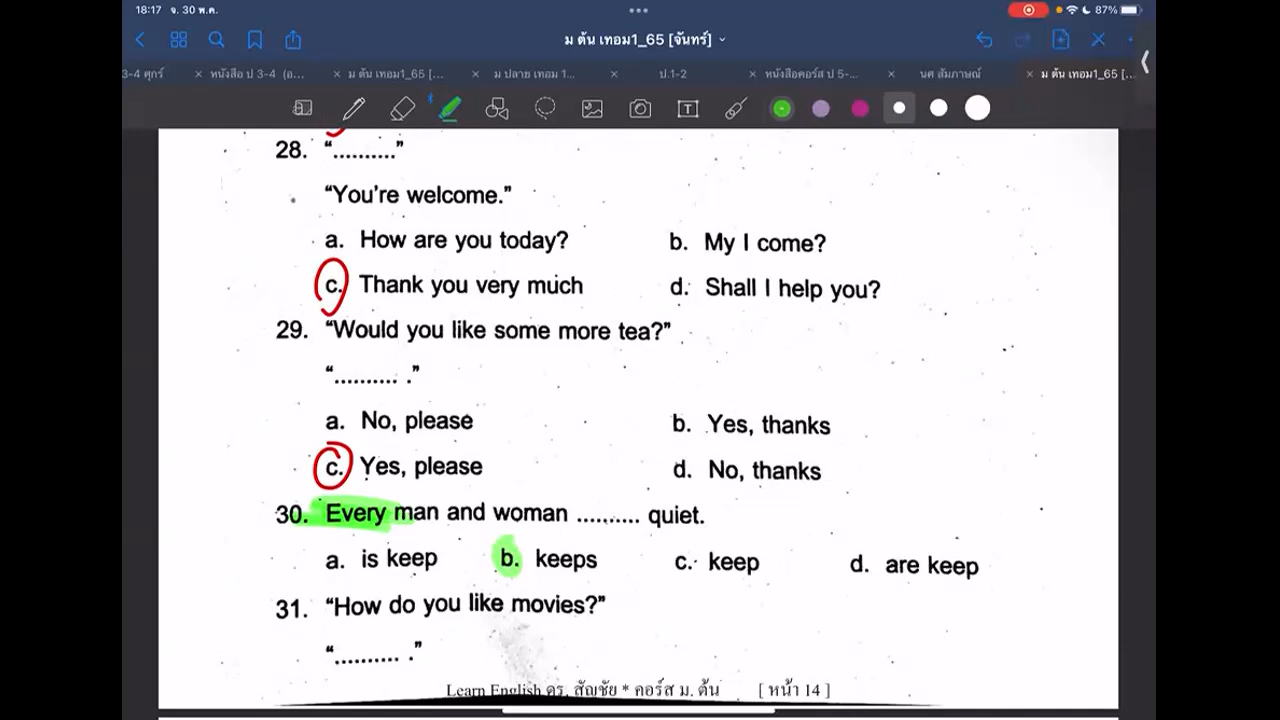 18:17 จ. 30 พ.ค. 87%
ม ต้น เทอม1_65 [จันทร์]
3-4 ศุกร์ × หนังสือ ป 3-4 (อ... × ม ต้น เทอม1_65 [... × ม ปลาย เทอม 1... × ป.1-2 × หนังสือคอร์ส ป 5-... × นศ สัมภาษณ์ × ม ต้น เทอม1_65 [...
28. “..........”
“You're welcome.”
a. How are you today? b. My I come?
c. Thank you very much d. Shall I help you?
29. “Would you like some more tea?”
“.......... .”
a. No, please b. Yes, thanks
c. Yes, please d. No, thanks
30. Every man and woman .......... quiet.
a. is keep b. keeps c. keep d. are keep
31. “How do you like movies?”
“.......... .”
Learn English ดร. สัญชัย * คอร์ส ม. ต้น [ หน้า 14 ]